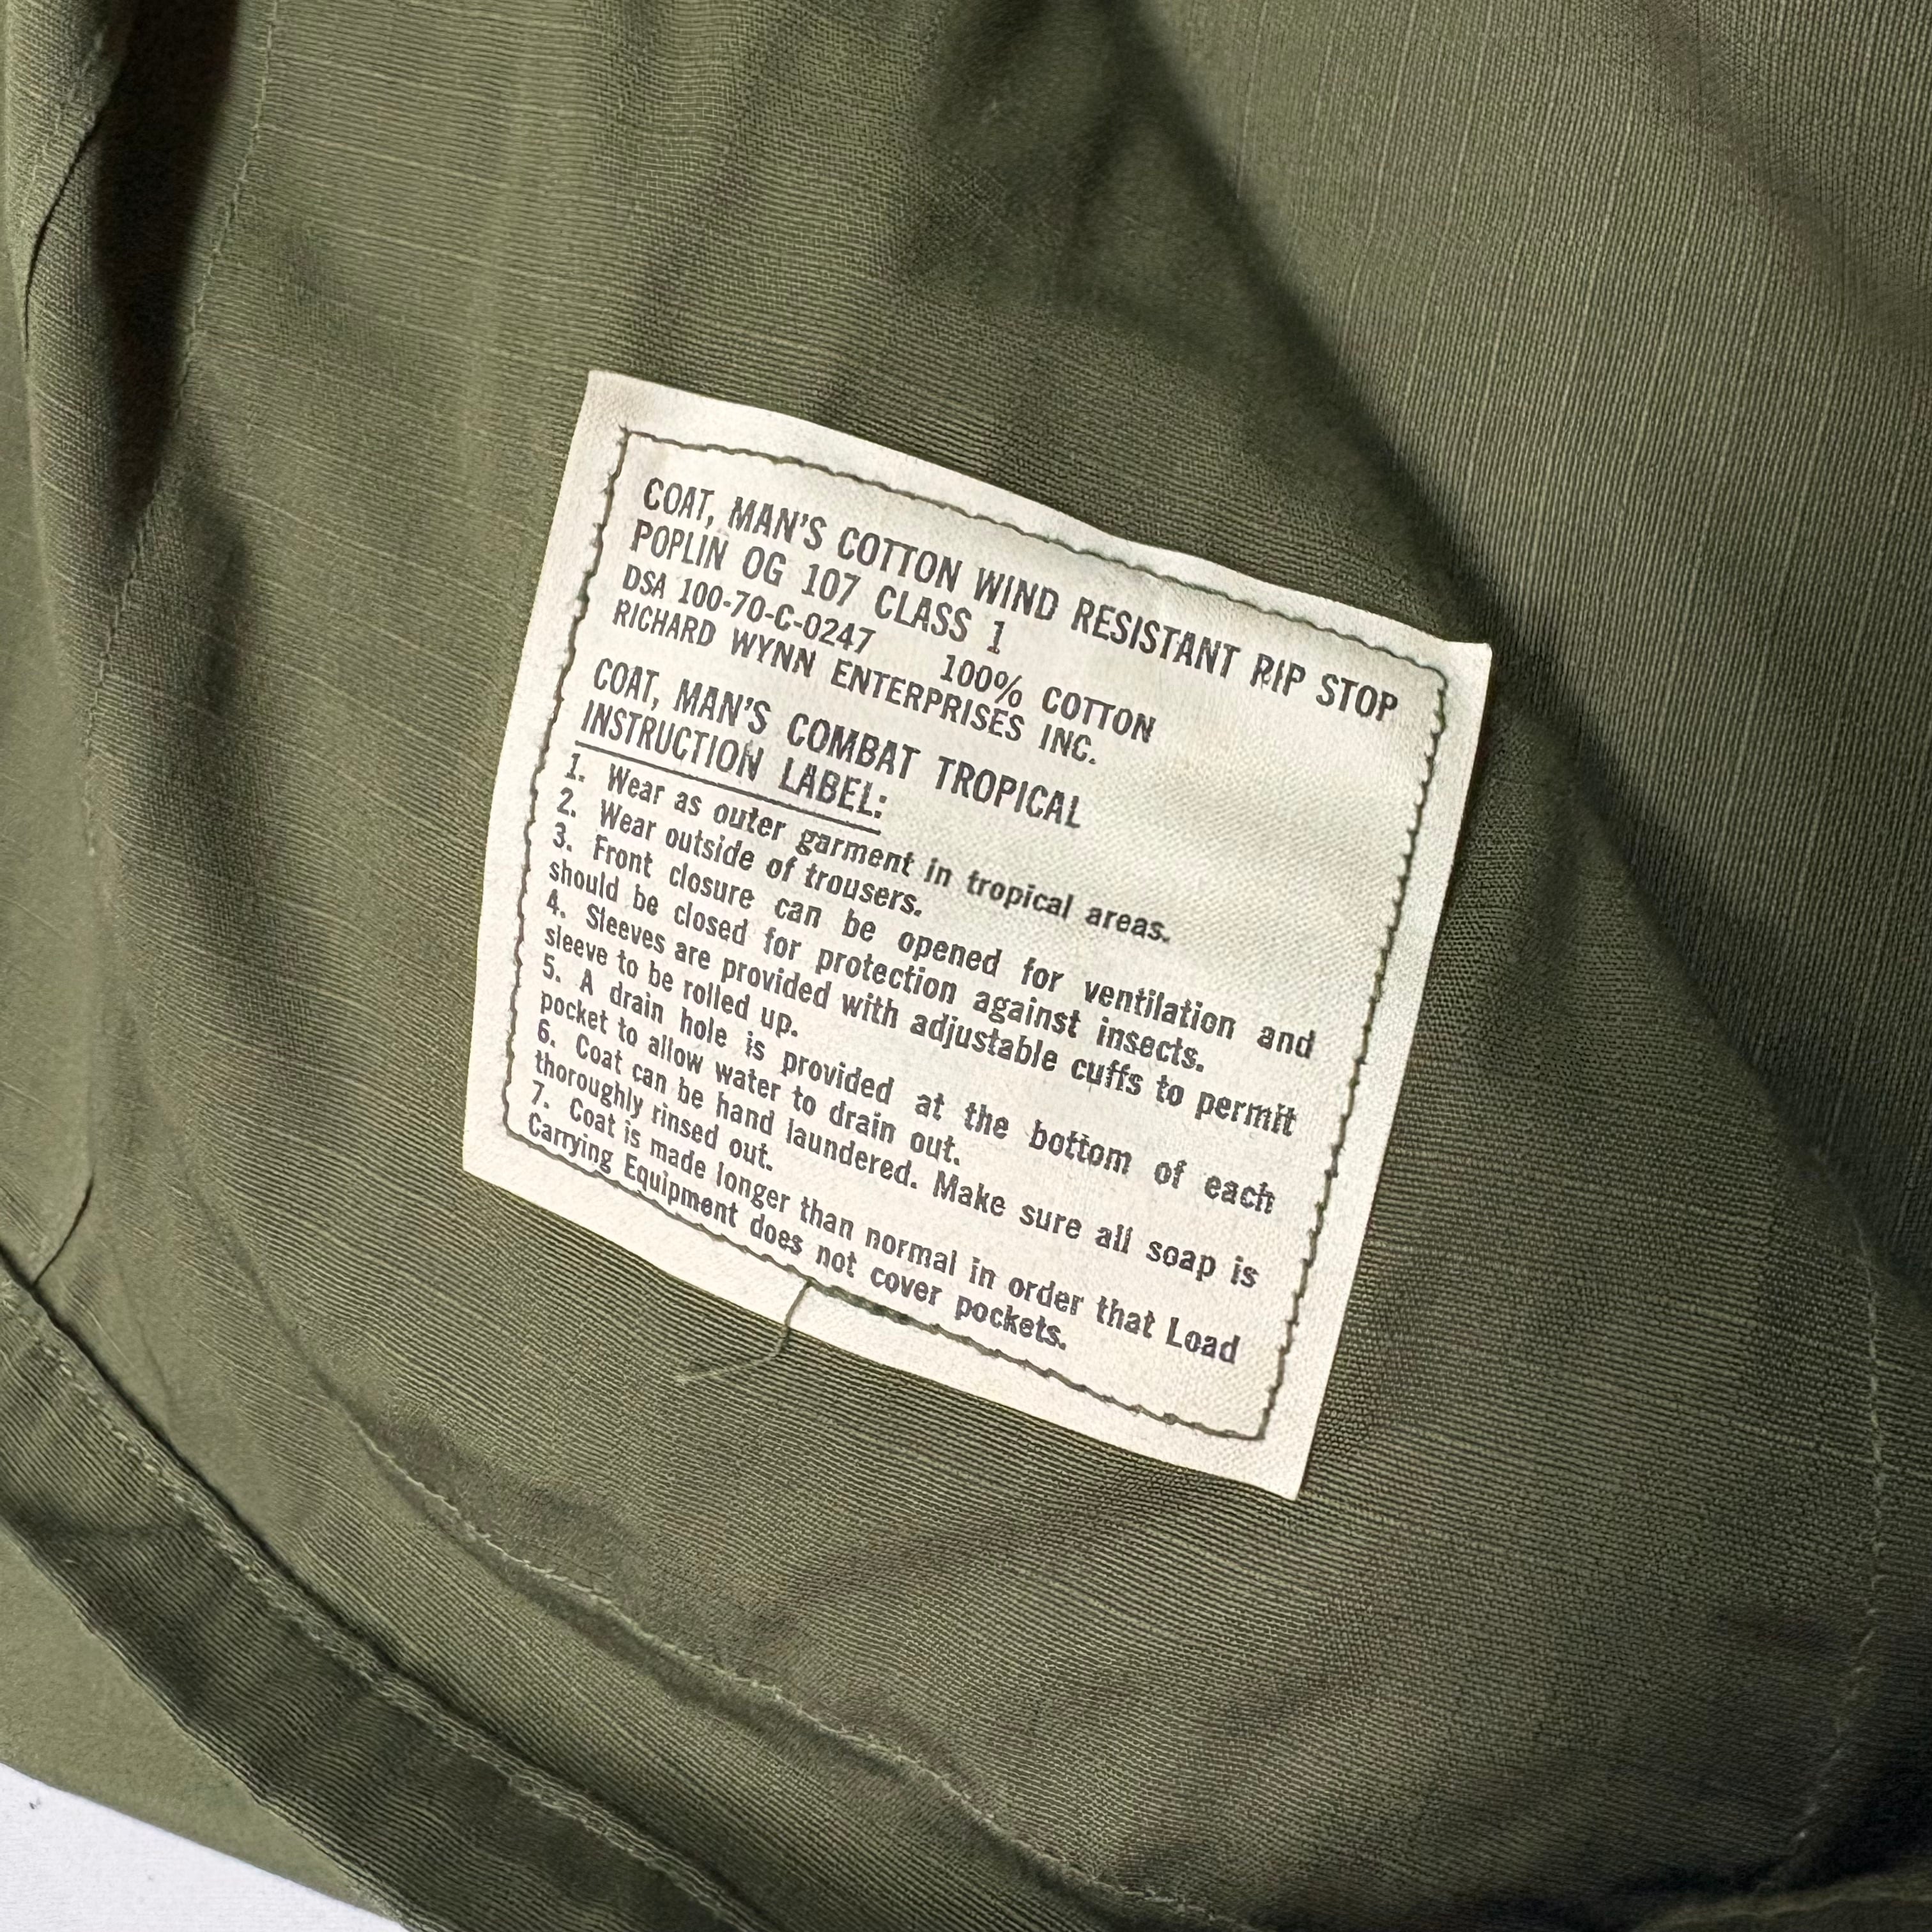 COAT, MAN'S COTTON WIND RESISTANT RIP STOP
POPLIN OG 107 CLASS 1
DSA 100-70-C-0247 100% COTTON
RICHARD WYNN ENTERPRISES INC.
COAT, MAN'S COMBAT TROPICAL
INSTRUCTION LABEL:
1. Wear as outer garment in tropical areas.
2. Wear outside of trousers.
3. Front closure can be opened for ventilation and
should be closed for protection against insects.
4. Sleeves are provided with adjustable cuffs to permit
sleeve to be rolled up.
5. A drain hole is provided at the bottom of each
pocket to allow water to drain out.
6. Coat can be hand laundered. Make sure all soap is
thoroughly rinsed out.
7. Coat is made longer than normal in order that Load
Carrying Equipment does not cover pockets.